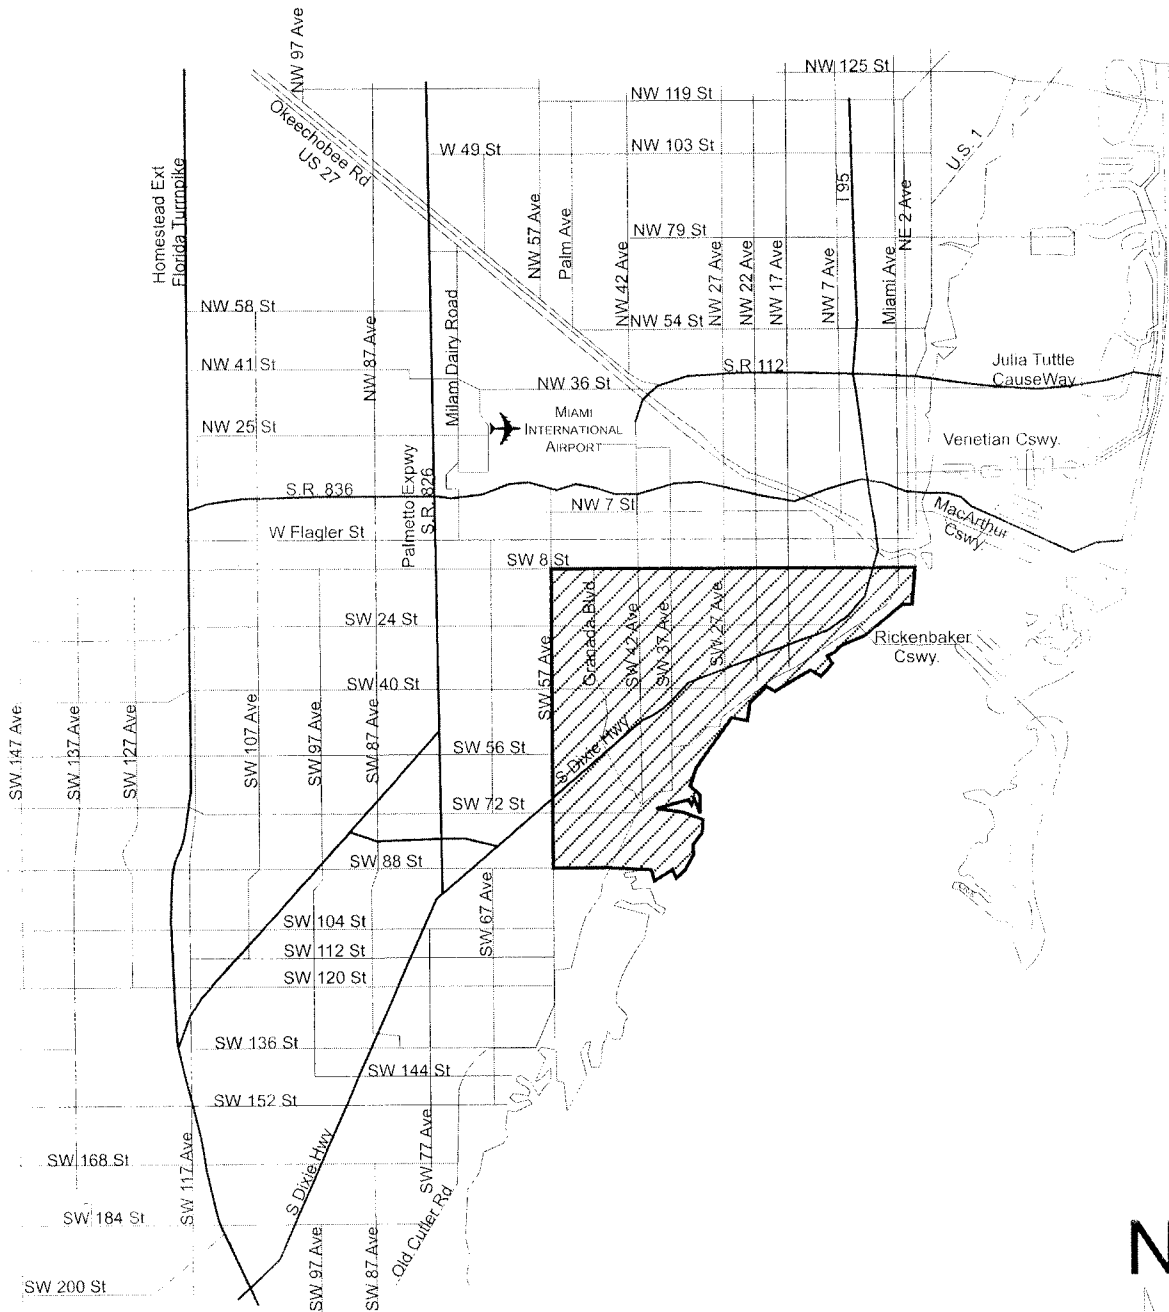 NW 97 Ave
NW 125 St
NW 119 St
Okeechobee Rd
US 27
W 49 St
NW 103 St
U.S. 1
Homestead Ext
Florida Turrnpike
I 95
NE 2 Ave
NW 57 Ave
Palm Ave
NW 79 St
NW 42 Ave
NW 27 Ave
NW 22 Ave
NW 17 Ave
NW 7 Ave
Miami Ave
NW 58 St
NW 87 Ave
Milam Dairy Road
NW 54 St
NW 41 St
NW 36 St
S.R. 112
Julia Tuttle
CauseWay
NW 25 St
MIAMI
INTERNATIONAL
AIRPORT
Venetian Cswy.
S.R. 836
Palmetto Expwy
S.R. 826
NW 7 St
MacArthur
Cswy.
W Flagler St
SW 8 St
SW 24 St
SW 57 Ave
Granada Blvd
SW 42 Ave
SW 37 Ave
SW 27 Ave
Rickenbaker
Cswy.
SW 40 St
SW 147 Ave
SW 137 Ave
SW 127 Ave
SW 107 Ave
SW 97 Ave
SW 87 Ave
SW 56 St
S Dixie Hwy
SW 72 St
SW 88 St
SW 67 Ave
SW 104 St
SW 112 St
SW 120 St
SW 136 St
SW 144 St
SW 152 St
SW 117 Ave
S Dixie Hwy
SW 77 Ave
SW 168 St
Old Cutler Rd
SW 184 St
SW 97 Ave
SW 87 Ave
SW 200 St
N